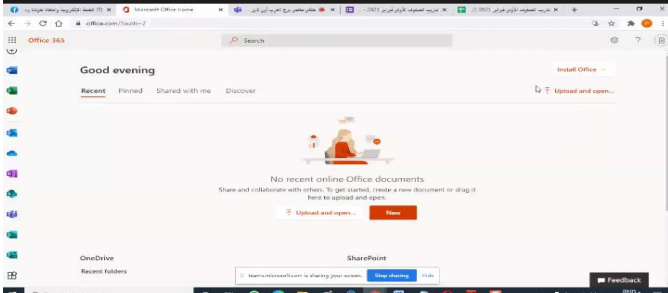 Microsoft Office Home
office.com/?auth=2
Office 365
Search
Good evening
Install Office
Recent Pinned Shared with me Discover
Upload and open...
No recent online Office documents
Share and collaborate with others. To get started, create a new document or drag it
here to upload and open.
Upload and open... New
OneDrive SharePoint
Recent folders
teams.microsoft.com is sharing your screen. Stop sharing Hide
Feedback